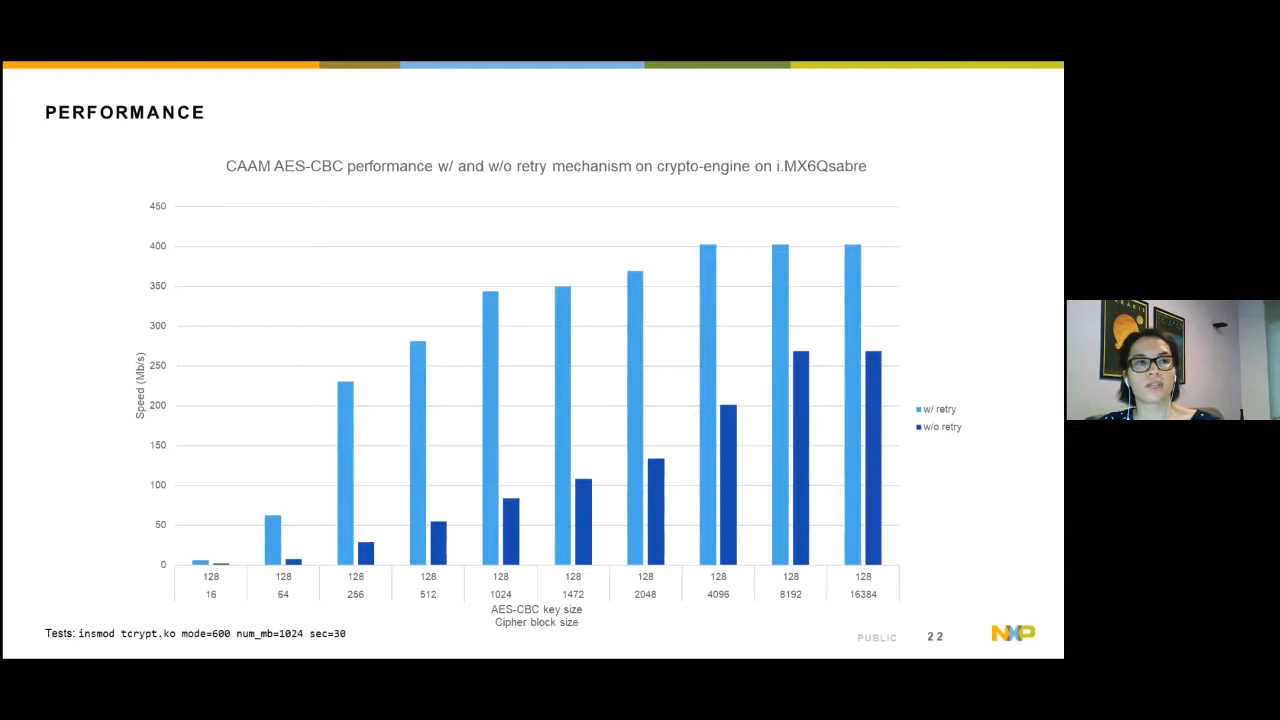 PERFORMANCE
CAAM AES-CBC performance w/ and w/o retry mechanism on crypto-engine on i.MX6Qsabre
450
400
350
300
250
200
150
100
50
0
Speed (Mb/s)
w/ retry
w/o retry
128 128 128 128 128 128 128 128 128 128
16 64 256 512 1024 1472 2048 4096 8192 16384
AES-CBC key size
Cipher block size
Tests: insmod tcrypt.ko mode=600 num_mb=1024 sec=30
PUBLIC 22 NXP